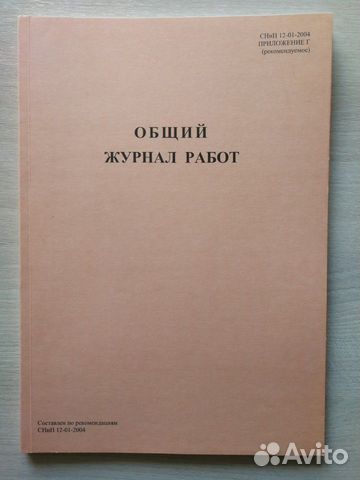 СНиП 12-01-2004
ПРИЛОЖЕНИЕ Г
(рекомендуемое)
ОБЩИЙ
ЖУРНАЛ РАБОТ
Составлен по рекомендациям
СНиП 12-01-2004
Avito